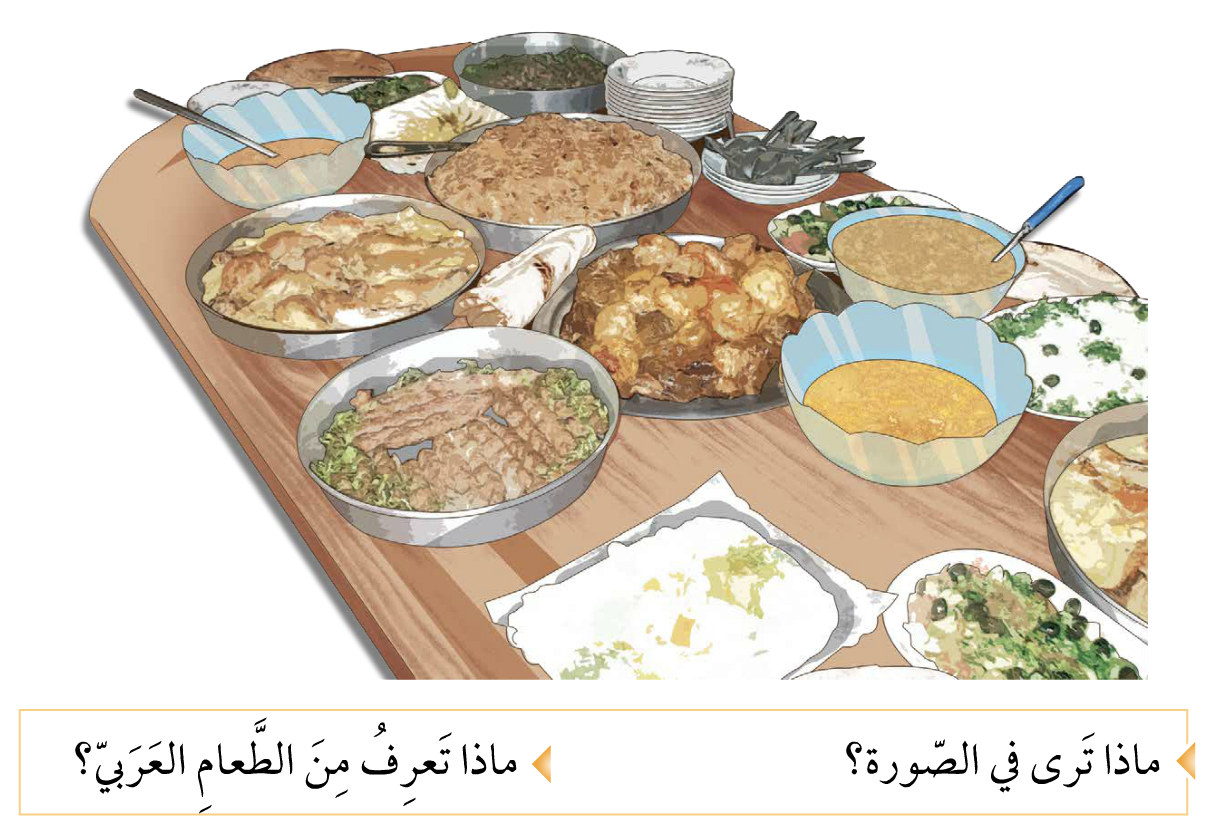 ماذا تَرى في الصّورة؟
ماذا تَعرِفُ مِنَ الطَّعامِ العَرَبيّ؟